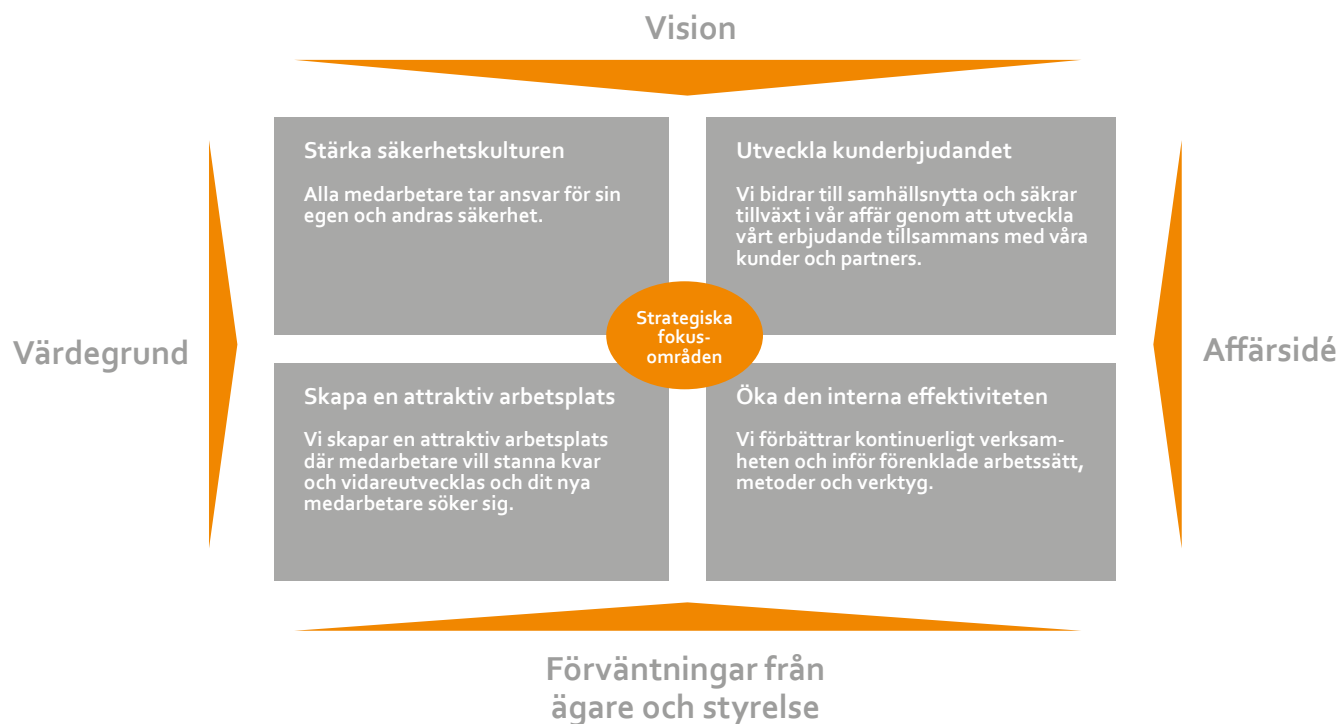 Vision
Stärka säkerhetskulturen
Alla medarbetare tar ansvar för sin
egen och andras säkerhet.
Utveckla kunderbjudandet
Vi bidrar till samhällsnytta och säkrar
tillväxt i vår affär genom att utveckla
vårt erbjudande tillsammans med våra
kunder och partners.
Värdegrund
Strategiska
fokus-
områden
Affärsidé
Skapa en attraktiv arbetsplats
Vi skapar en attraktiv arbetsplats
där medarbetare vill stanna kvar
och vidareutvecklas och dit nya
medarbetare söker sig.
Öka den interna effektiviteten
Vi förbättrar kontinuerligt verksam-
heten och inför förenklade arbetssätt,
metoder och verktyg.
Förväntningar från
ägare och styrelse